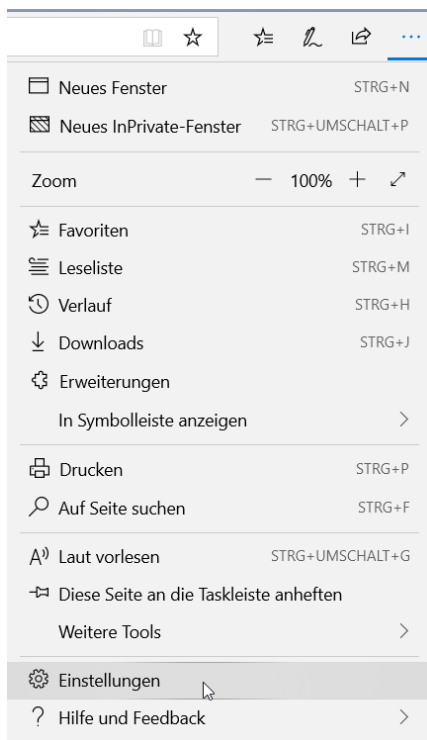 Neues Fenster STRG+N
Neues InPrivate-Fenster STRG+UMSCHALT+P
Zoom — 100% +
Favoriten STRG+I
Leseliste STRG+M
Verlauf STRG+H
Downloads STRG+J
Erweiterungen
In Symbolleiste anzeigen
Drucken STRG+P
Auf Seite suchen STRG+F
Laut vorlesen STRG+UMSCHALT+G
Diese Seite an die Taskleiste anheften
Weitere Tools
Einstellungen
? Hilfe und Feedback